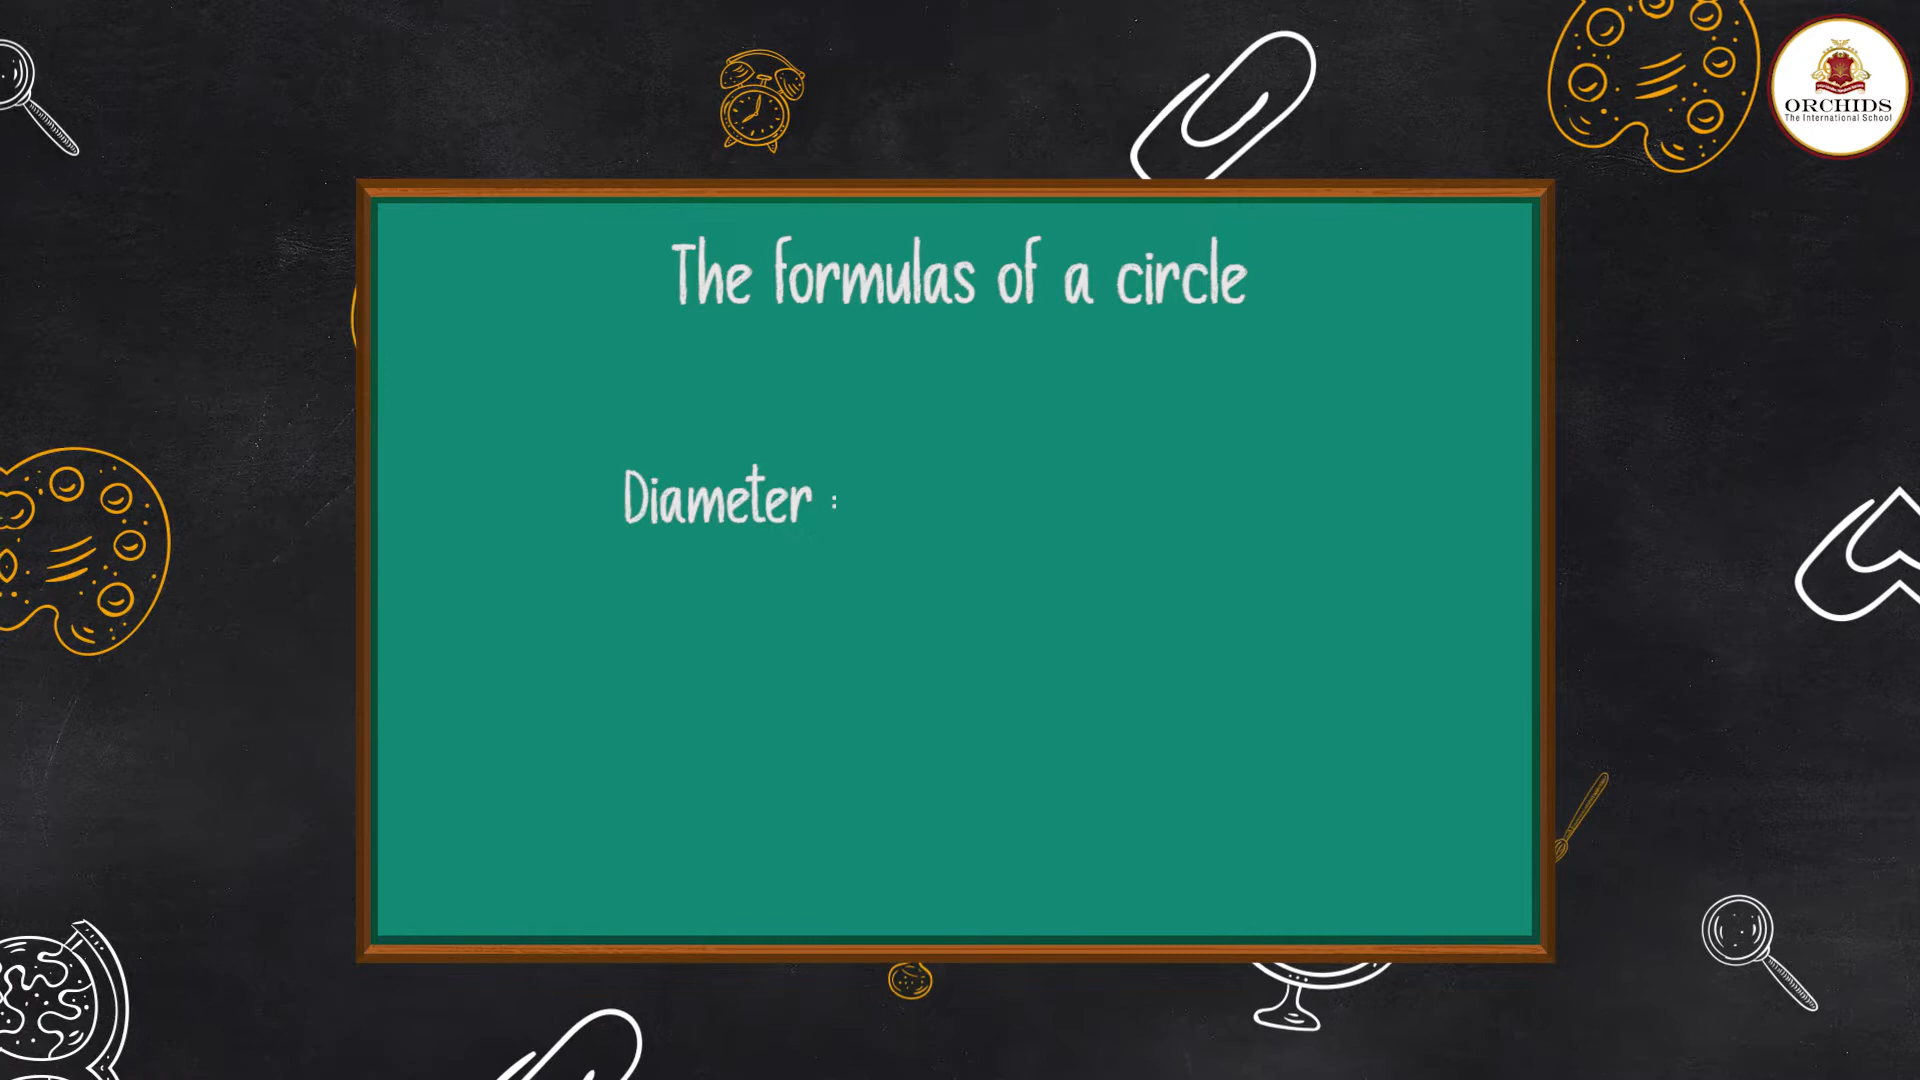 ORCHIDS
The International School
The formulas of a circle
Diameter :